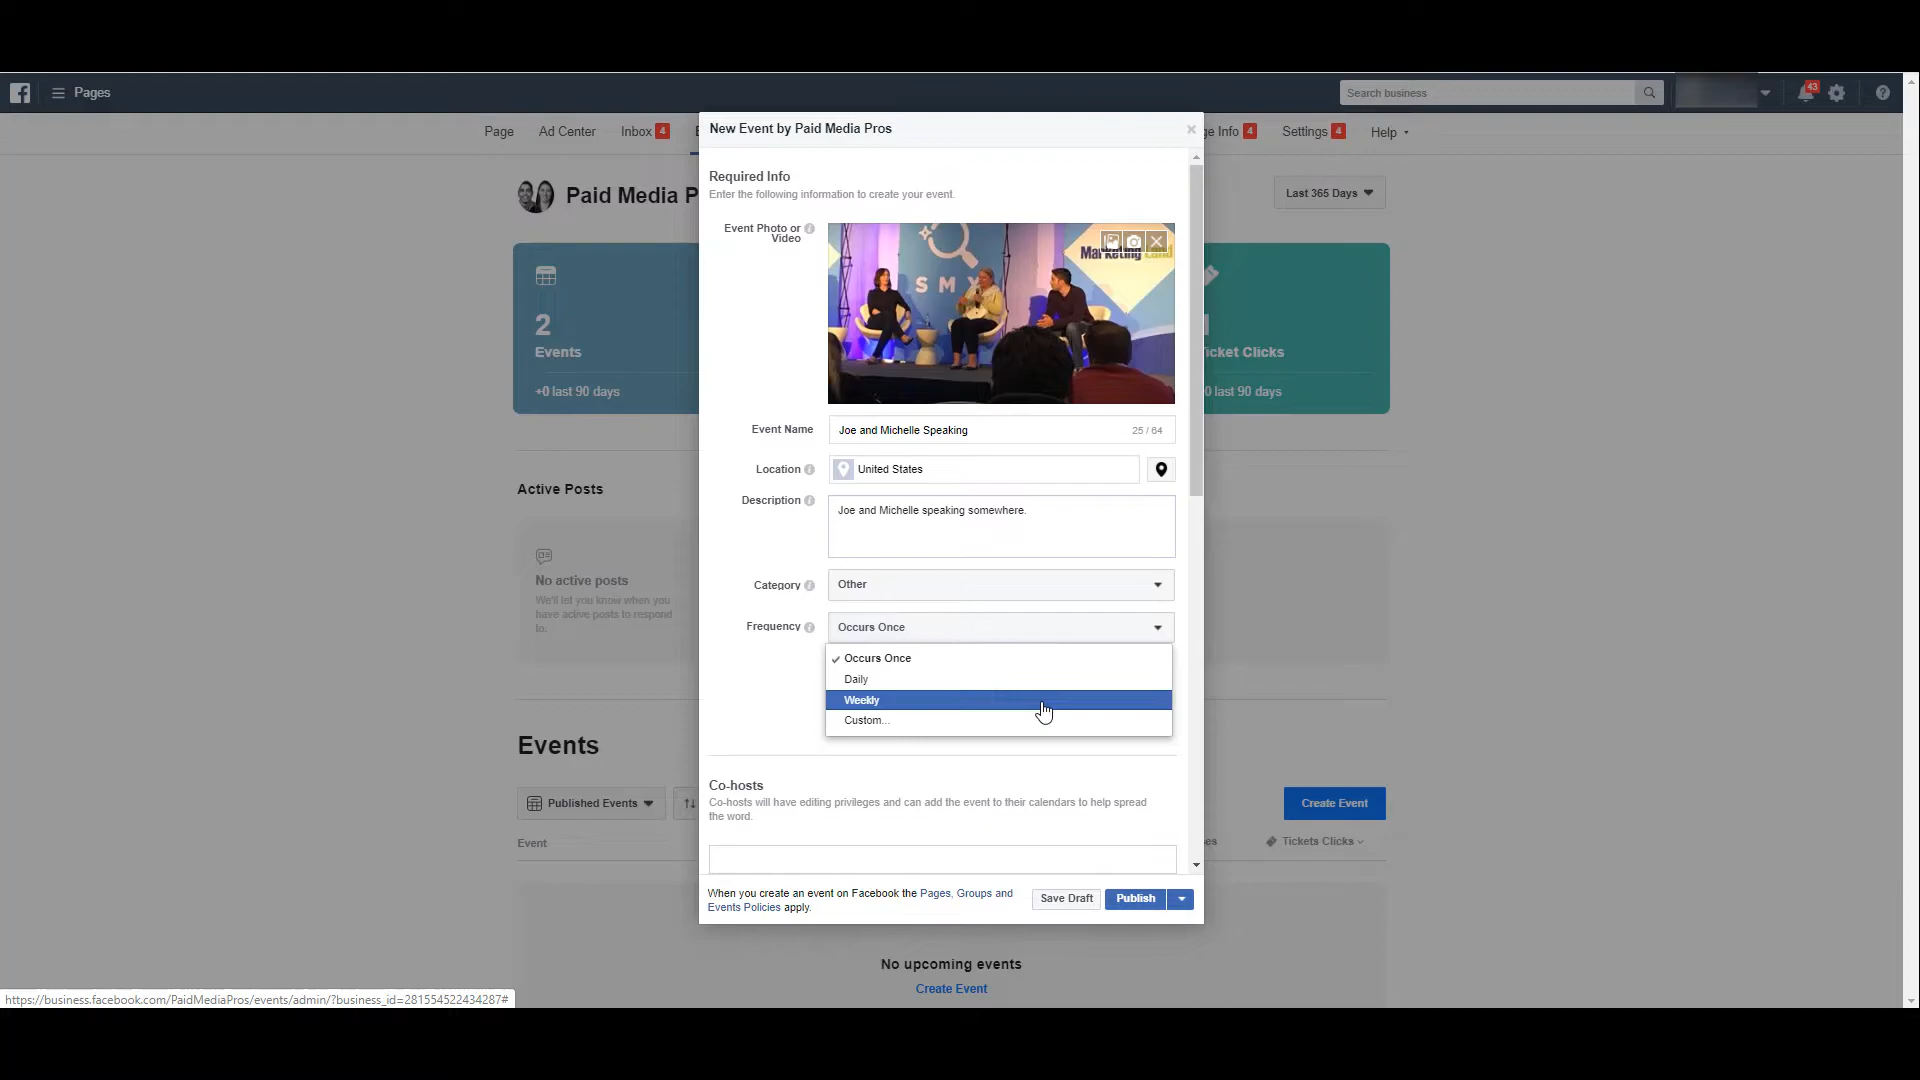 Pages
Search business
43
Page
Ad Center
Inbox 4
Settings 4
Help
Paid Media P
Last 365 Days
2
Events
+0 last 90 days
icket Clicks
0 last 90 days
Active Posts
No active posts
We'll let you know when you
have active posts to respond
to.
Events
Published Events
Create Event
Event
Tickets Clicks
No upcoming events
Create Event
New Event by Paid Media Pros
Required Info
Enter the following information to create your event.
Event Photo or
Video
SMX
Marketing Land
Event Name
Joe and Michelle Speaking
25 / 64
Location
United States
Description
Joe and Michelle speaking somewhere.
Category
Other
Frequency
Occurs Once
Occurs Once
Daily
Weekly
Custom...
Co-hosts
Co-hosts will have editing privileges and can add the event to their calendars to help spread
the word.
When you create an event on Facebook the Pages, Groups and
Events Policies apply.
Save Draft
Publish
https://business.facebook.com/PaidMediaPros/events/admin/?business_id=281554522434287#